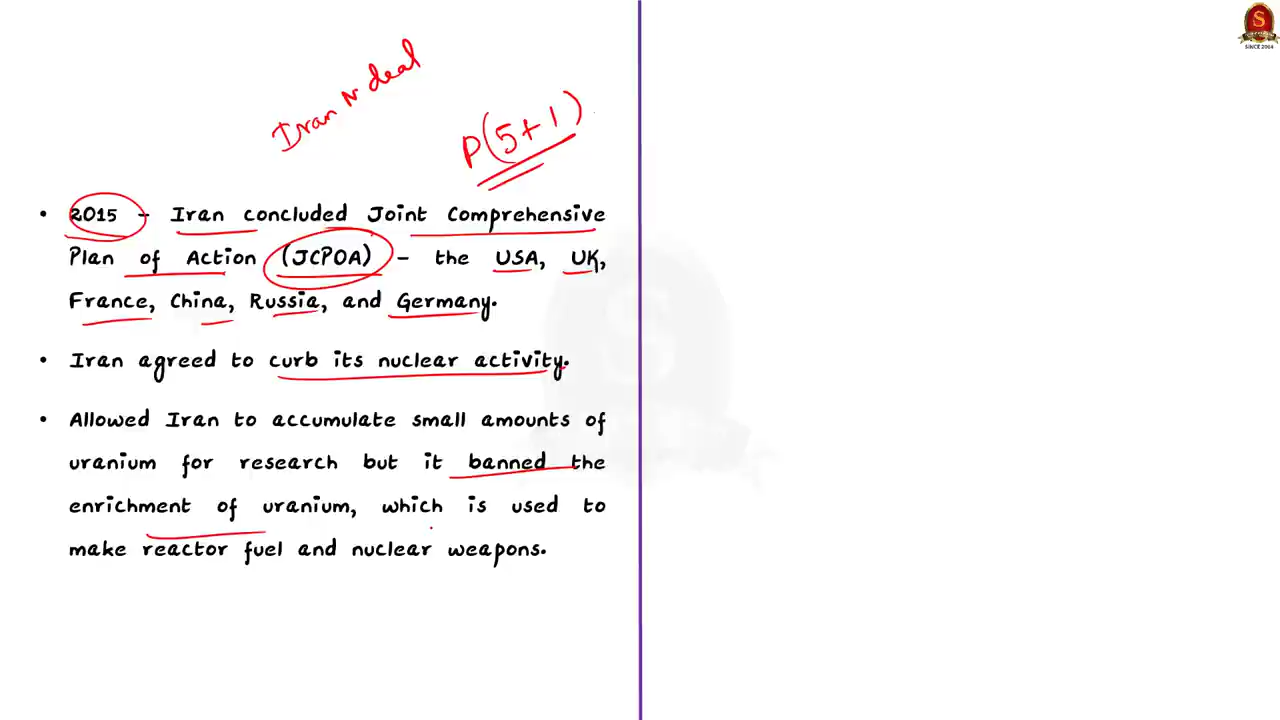 Iran N deal
P(5+1)
• 2015 - Iran concluded Joint Comprehensive
Plan of Action (JCPOA) - the USA, UK,
France, China, Russia, and Germany.
• Iran agreed to curb its nuclear activity.
• Allowed Iran to accumulate small amounts of
uranium for research but it banned the
enrichment of uranium, which is used to
make reactor fuel and nuclear weapons.
S
SINCE 2004